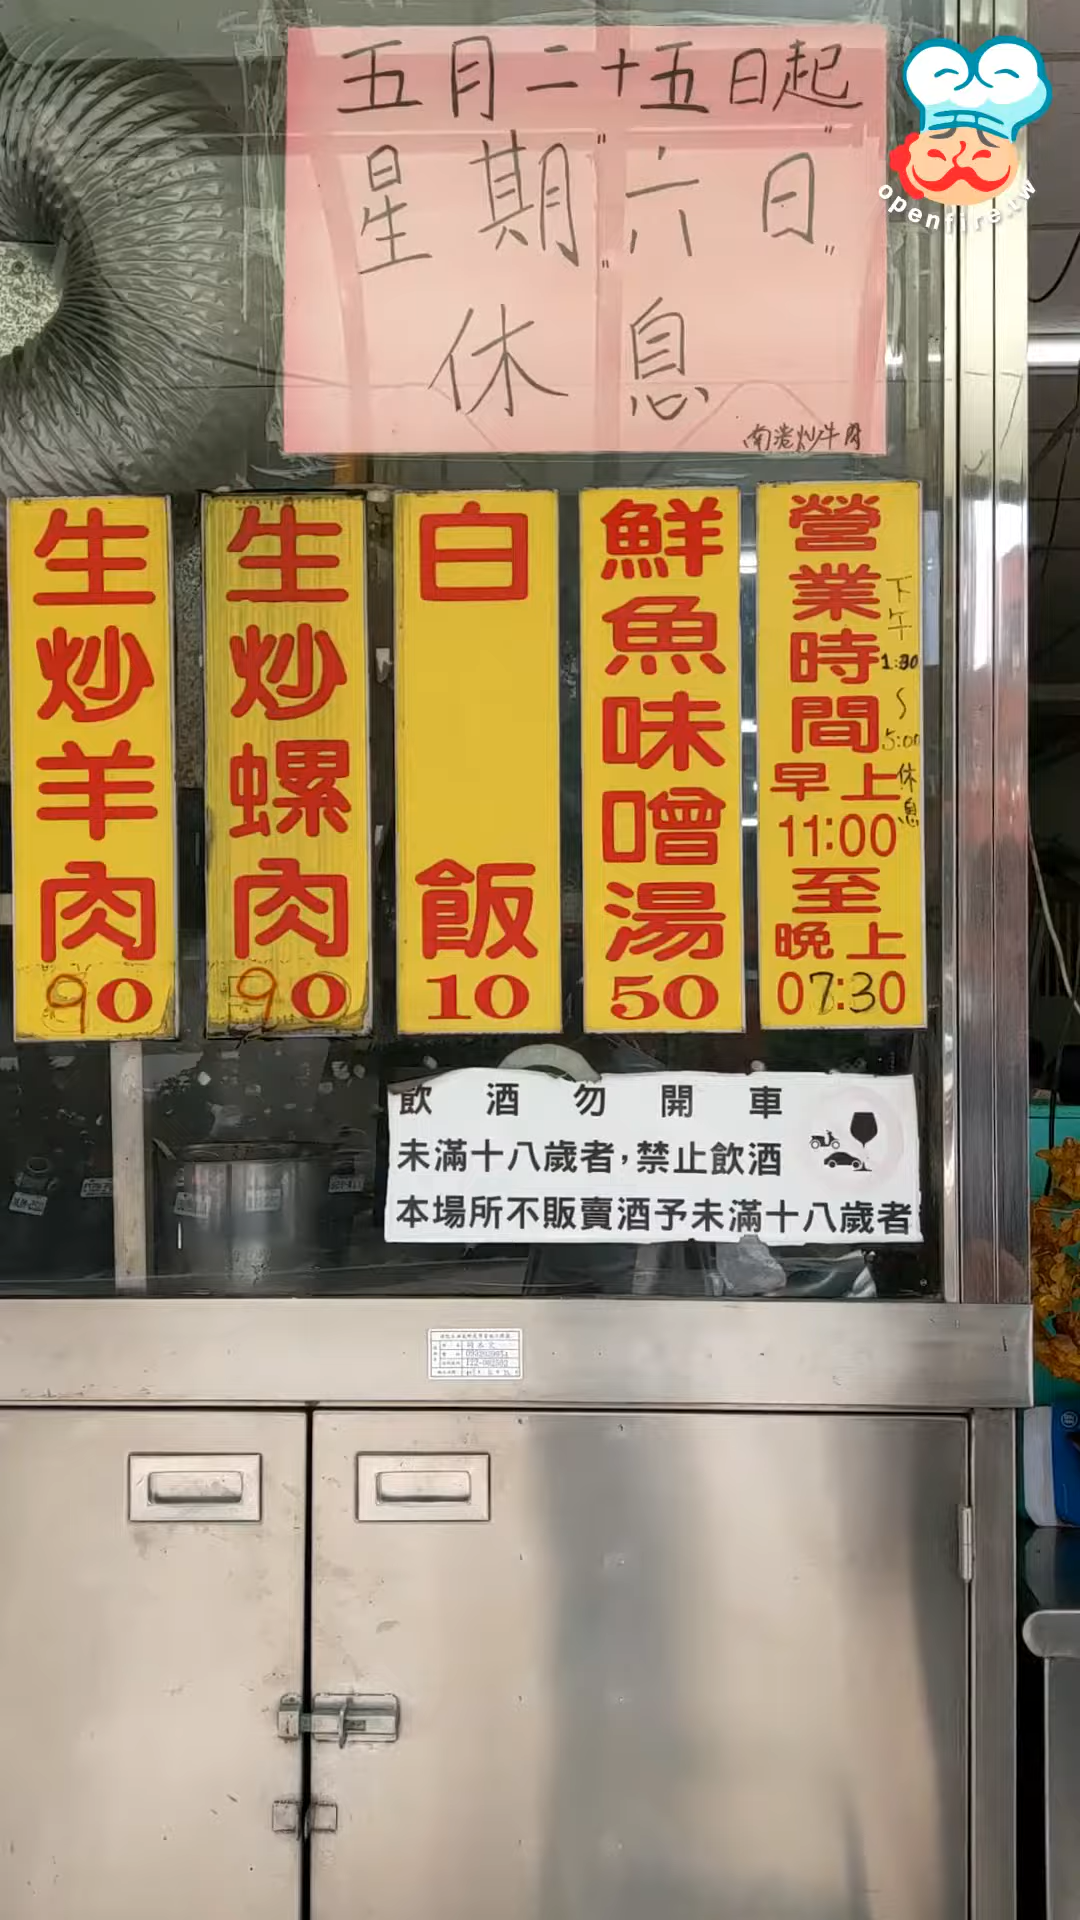 五月二十五日起
星期"六""日"
休息
南港炒牛肉
openfire.tw
生炒羊肉
90
生炒螺肉
90
白飯
10
鮮魚味噌湯
50
營業時間
早上
11:00
至
晚上
07:30
下午
1:30
～
5:00
休息
飲酒勿開車
未滿十八歲者,禁止飲酒
本場所不販賣酒予未滿十八歲者